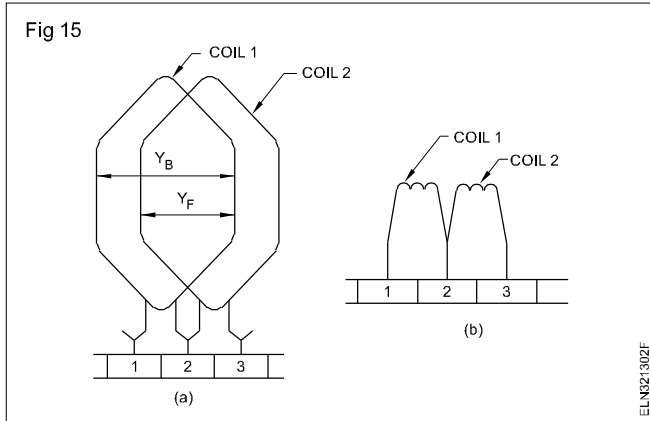 Fig 15
COIL 1
COIL 2
Y_B
Y_F
1 2 3
(a)
COIL 1
COIL 2
1 2 3
(b)
ELN321302F